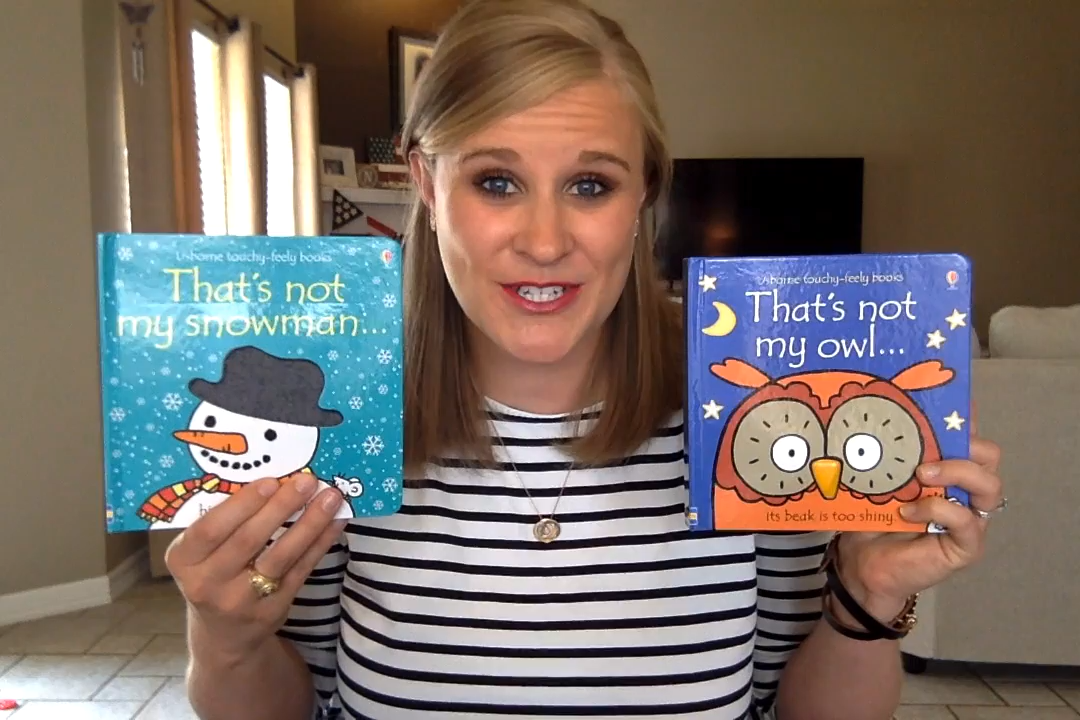 Usborne touchy-feely books
That's not
my snowman...
Usborne touchy-feely books
That's not
my owl...
its beak is too shiny.
N